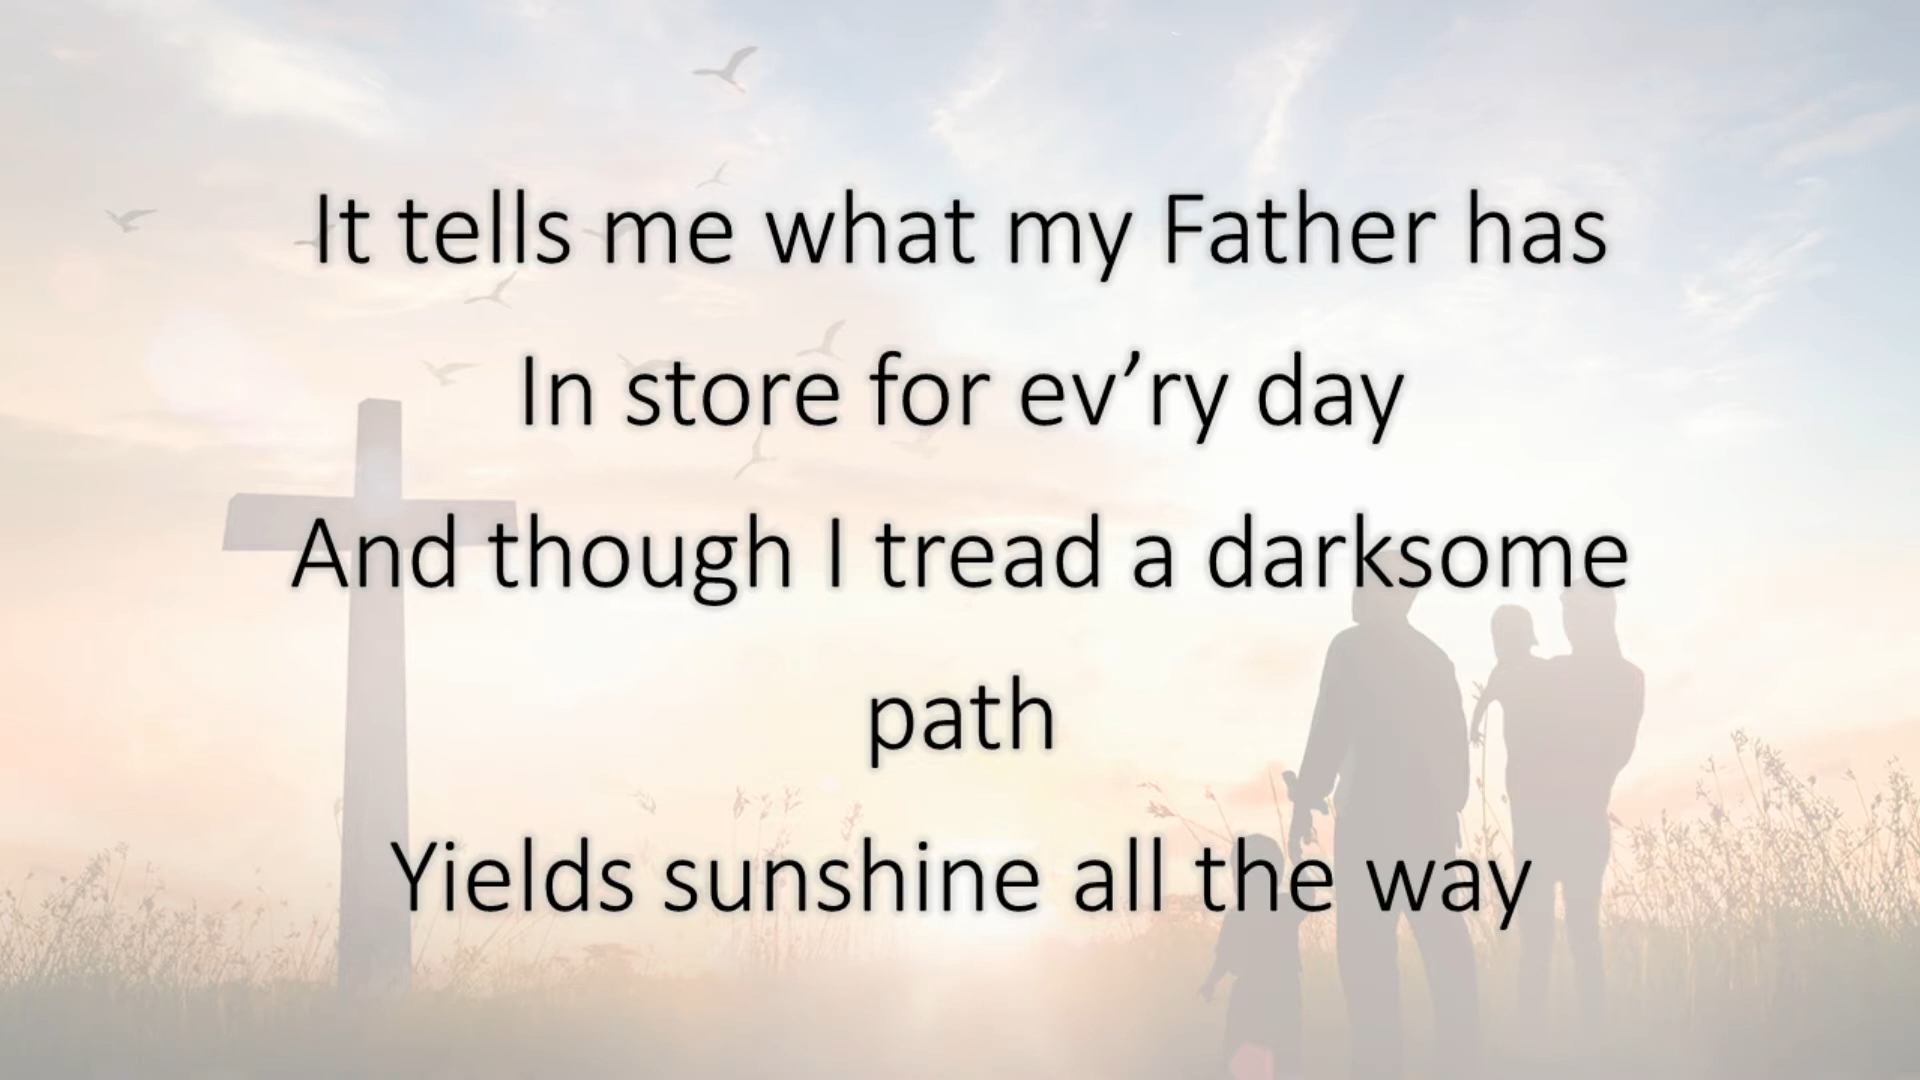 It tells me what my Father has
In store for ev’ry day
And though I tread a darksome
path
Yields sunshine all the way